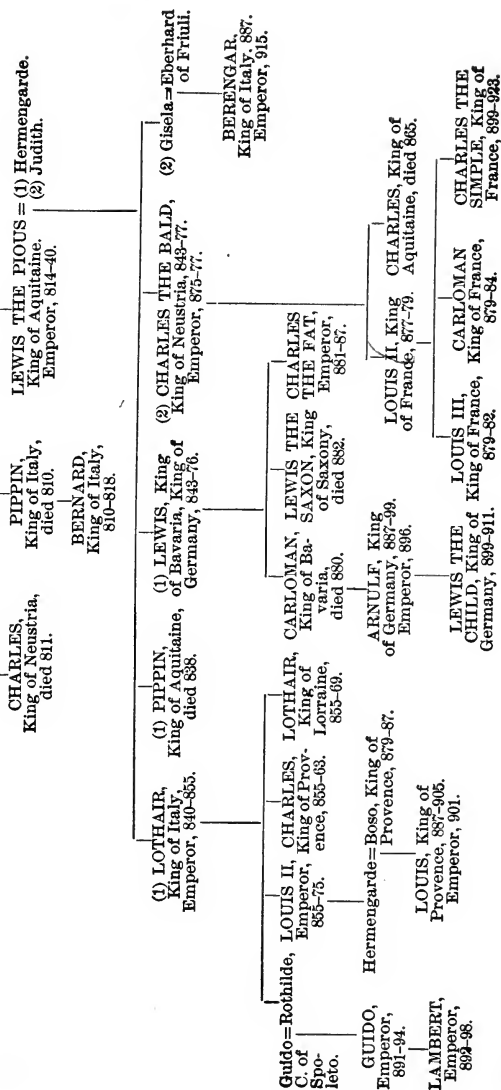 CHARLES,
King of Neustria,
died 811.
PIPPIN,
King of Italy,
died 810.
BERNARD,
King of Italy,
810-818.
LEWIS THE PIOUS = (1) Hermengarde.
King of Aquitaine. (2) Judith.
Emperor, 814-40.
(1) LOTHAIR,
King of Italy,
Emperor, 840-855.
(1) PIPPIN,
King of Aquitaine,
died 838.
(1) LEWIS, King
of Bavaria, King of
Germany, 843-76.
(2) CHARLES THE BALD,
King of Neustria, 843-77.
Emperor, 875-77.
(2) Gisela=Eberhard
of Friuli.
BERENGAR,
King of Italy. 887.
Emperor, 915.
Guido=Rothilde,
C. of
Spo-
leto.
LOUIS II,
Emperor,
855-75.
CHARLES,
King of Prov-
ence, 855-63.
LOTHAIR,
King of
Lorraine,
855-69.
CARLOMAN,
King of Ba-
varia,
died 880.
LEWIS THE
SAXON, King
of Saxony,
died 882.
CHARLES
THE FAT,
Emperor,
881-87.
LOUIS II, King
of France, 877-79.
CHARLES, King of
Aquitaine, died 865.
GUIDO,
Emperor,
891-94.
Hermengarde=Boso, King of
Provence, 879-87.
ARNULF, King
of Germany, 887-99.
Emperor, 896.
LAMBERT,
Emperor,
892-98.
LOUIS, King of
Provence, 887-905.
Emperor, 901.
LEWIS THE
CHILD, King of
Germany, 899-911.
LOUIS III,
King of France,
879-82.
CARLOMAN
King of France,
879-84.
CHARLES THE
SIMPLE, King of
France, 899-923.